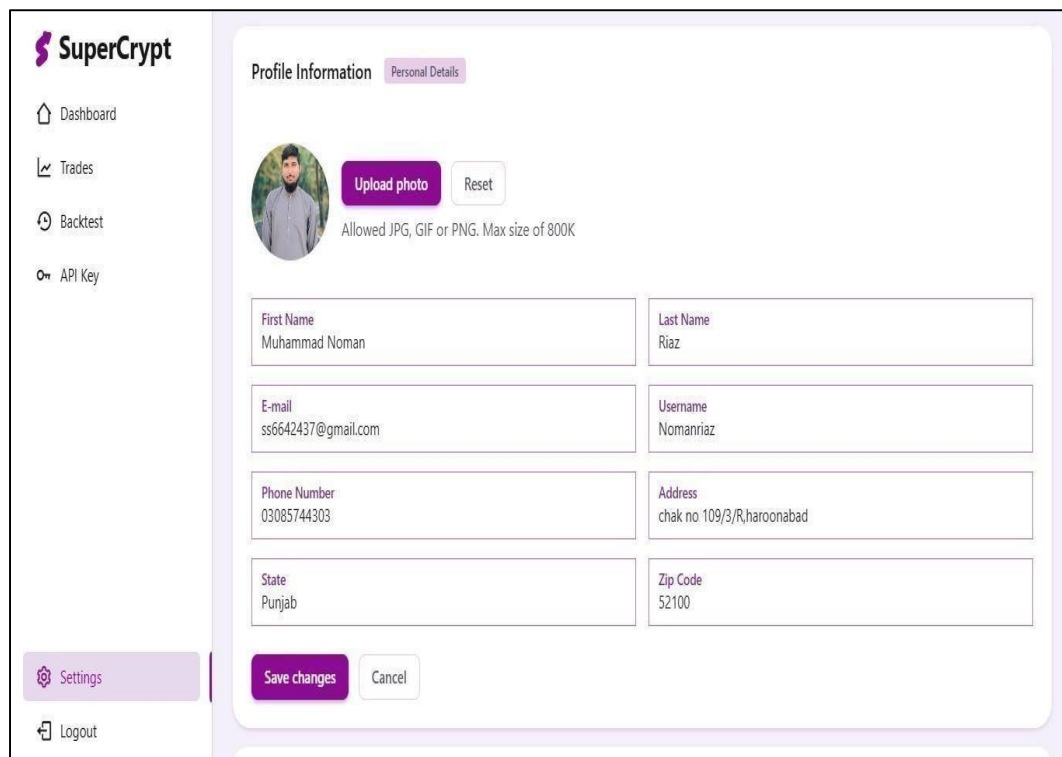 SuperCrypt
Dashboard
Trades
Backtest
API Key
Settings
Logout
Profile Information Personal Details
Upload photo Reset
Allowed JPG, GIF or PNG. Max size of 800K
First Name
Muhammad Noman
Last Name
Riaz
E-mail
ss6642437@gmail.com
Username
Nomanriaz
Phone Number
03085744303
Address
chak no 109/3/R,haroonabad
State
Punjab
Zip Code
52100
Save changes Cancel